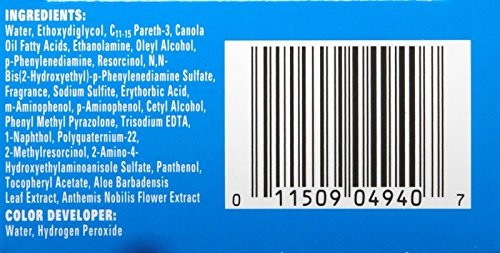 INGREDIENTS:
Water, Ethoxydiglycol, C11-15 Pareth-3, Canola
Oil Fatty Acids, Ethanolamine, Oleyl Alcohol,
p-Phenylenediamine, Resorcinol, N,N-
Bis(2-Hydroxyethyl)-p-Phenylenediamine Sulfate,
Fragrance, Sodium Sulfite, Erythorbic Acid,
m-Aminophenol, p-Aminophenol, Cetyl Alcohol,
Phenyl Methyl Pyrazolone, Trisodium EDTA,
1-Naphthol, Polyquaternium-22,
2-Methylresorcinol, 2-Amino-4-
Hydroxyethylaminoanisole Sulfate, Panthenol,
Tocopheryl Acetate, Aloe Barbadensis
Leaf Extract, Anthemis Nobilis Flower Extract
COLOR DEVELOPER:
Water, Hydrogen Peroxide
0 11509 04940 7